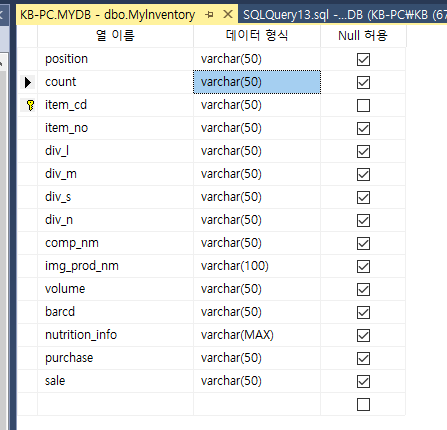 KB-PC.MYDB - dbo.MyInventory SQLQuery13.sql -...DB (KB-PC₩KB (67
열 이름 데이터 형식 Null 허용
position varchar(50)
count varchar(50)
item_cd varchar(50)
item_no varchar(50)
div_l varchar(50)
div_m varchar(50)
div_s varchar(50)
div_n varchar(50)
comp_nm varchar(50)
img_prod_nm varchar(100)
volume varchar(50)
barcd varchar(50)
nutrition_info varchar(MAX)
purchase varchar(50)
sale varchar(50)